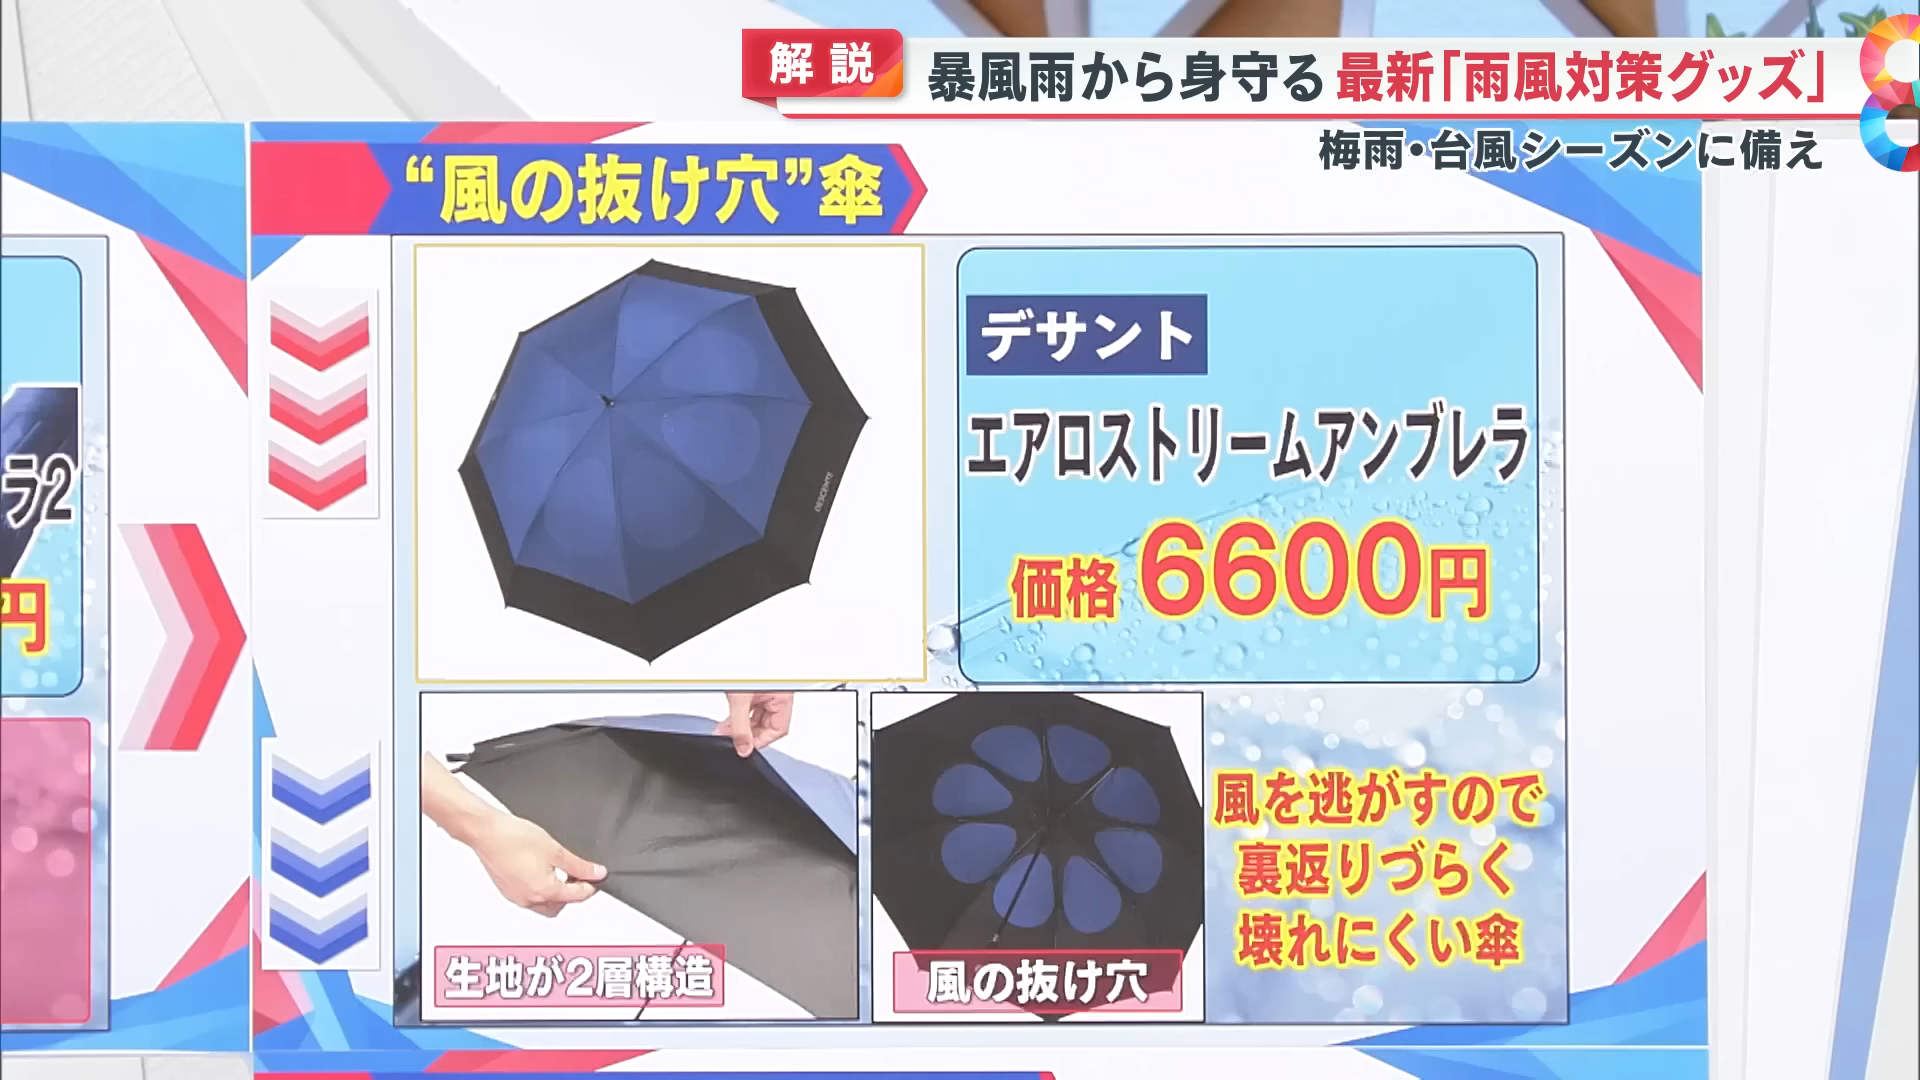 解説
暴風雨から身守る 最新「雨風対策グッズ」
梅雨・台風シーズンに備え
“風の抜け穴”傘
デサント
エアロストリームアンブレラ
価格 6600円
DESCENTE
ラ2
円
生地が2層構造
風の抜け穴
風を逃がすので
裏返りづらく
壊れにくい傘